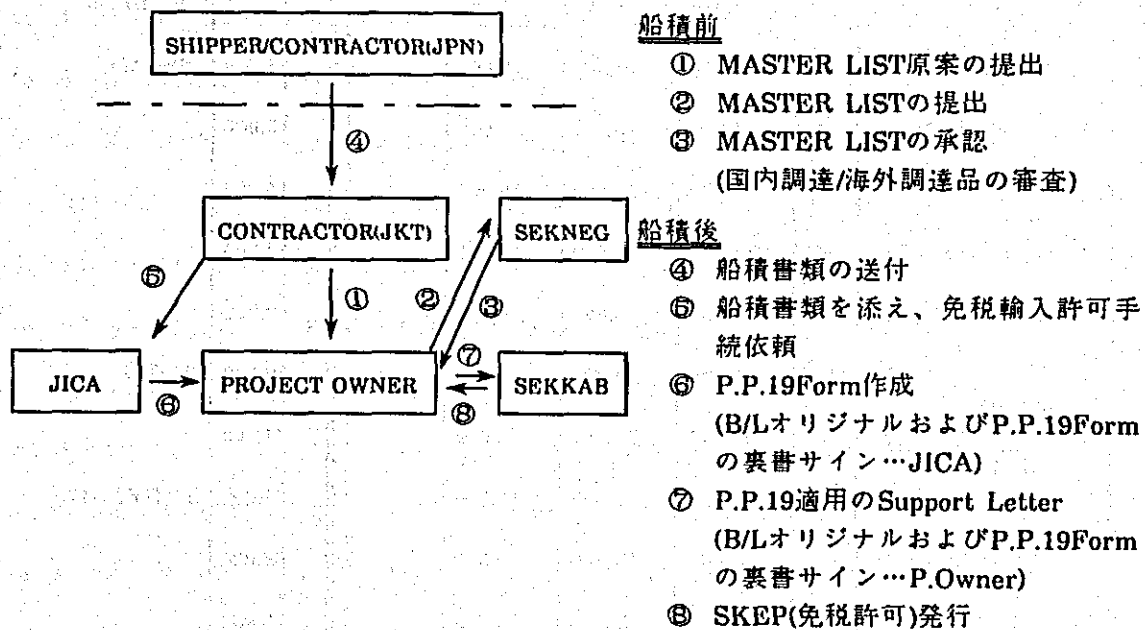 SHIPPER/CONTRACTOR(JPN)
④
CONTRACTOR(JKT)
SEKNEG
⑤
①
②
③
JICA
⑥
PROJECT OWNER
⑦
⑧
SEKKAB
船積前
① MASTER LIST原案の提出
② MASTER LISTの提出
③ MASTER LISTの承認
(国内調達/海外調達品の審査)
船積後
④ 船積書類の送付
⑤ 船積書類を添え、免税輸入許可手
続依頼
⑥ P.P.19Form作成
(B/LオリジナルおよびP.P.19Form
の裏書サイン…JICA)
⑦ P.P.19適用のSupport Letter
(B/LオリジナルおよびP.P.19Form
の裏書サイン…P.Owner)
⑧ SKEP(免税許可)発行